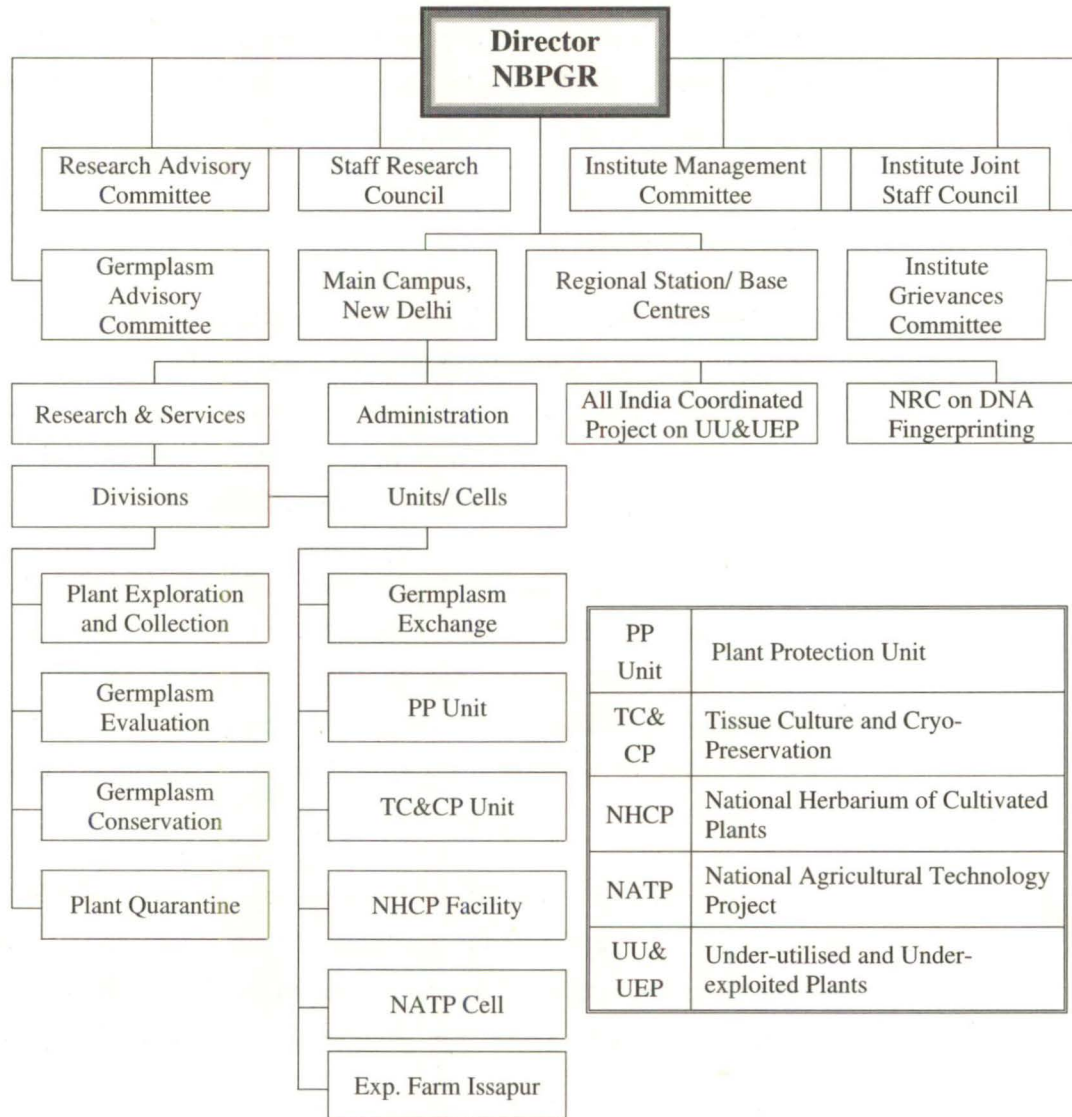 Director
NBPGR
Research Advisory
Committee
Staff Research
Council
Institute Management
Committee
Institute Joint
Staff Council
Germplasm
Advisory
Committee
Main Campus,
New Delhi
Regional Station/ Base
Centres
Institute
Grievances
Committee
Research & Services
Administration
All India Coordinated
Project on UU&UEP
NRC on DNA
Fingerprinting
Divisions
Units/ Cells
Plant Exploration
and Collection
Germplasm
Evaluation
Germplasm
Conservation
Plant Quarantine
Germplasm
Exchange
PP Unit
TC&CP Unit
NHCP Facility
NATP Cell
Exp. Farm Issapur
PP
Unit
Plant Protection Unit
TC&
CP
Tissue Culture and Cryo-
Preservation
NHCP
National Herbarium of Cultivated
Plants
NATP
National Agricultural Technology
Project
UU&
UEP
Under-utilised and Under-
exploited Plants